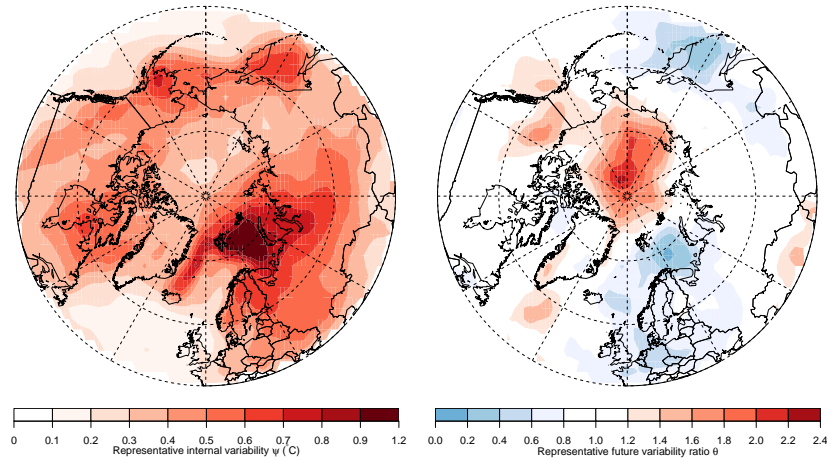 0 0.1 0.2 0.3 0.4 0.5 0.6 0.7 0.8 0.9 1.2
Representative internal variability ψ ( C)
0.0 0.2 0.4 0.6 0.8 1.0 1.2 1.4 1.6 1.8 2.0 2.2 2.4
Representative future variability ratio θ